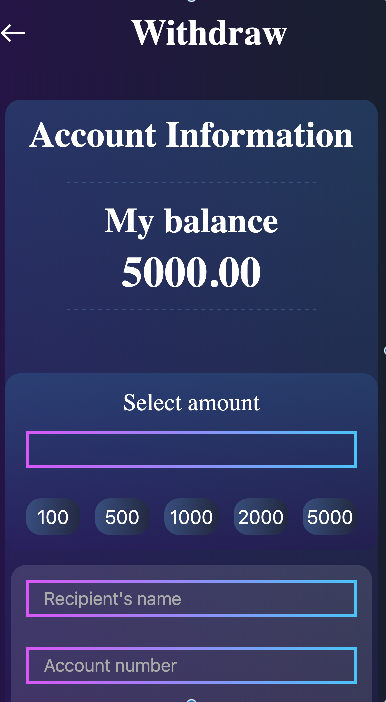 Withdraw
Account Information
My balance
5000.00
Select amount
100 500 1000 2000 5000
Recipient's name
Account number